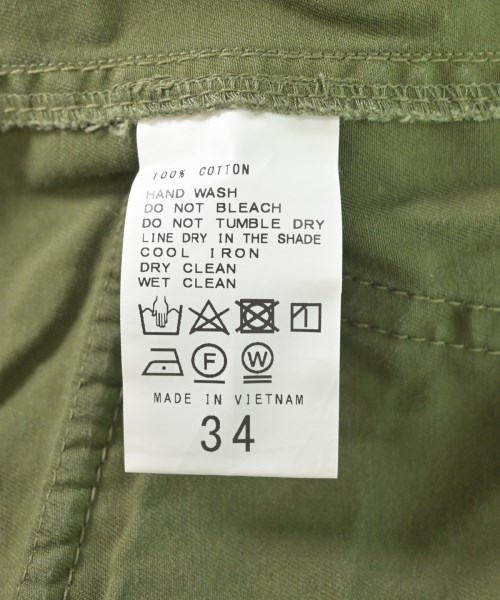 100% COTTON
HAND WASH
DO NOT BLEACH
DO NOT TUMBLE DRY
LINE DRY IN THE SHADE
COOL IRON
DRY CLEAN
WET CLEAN
F W
MADE IN VIETNAM
34